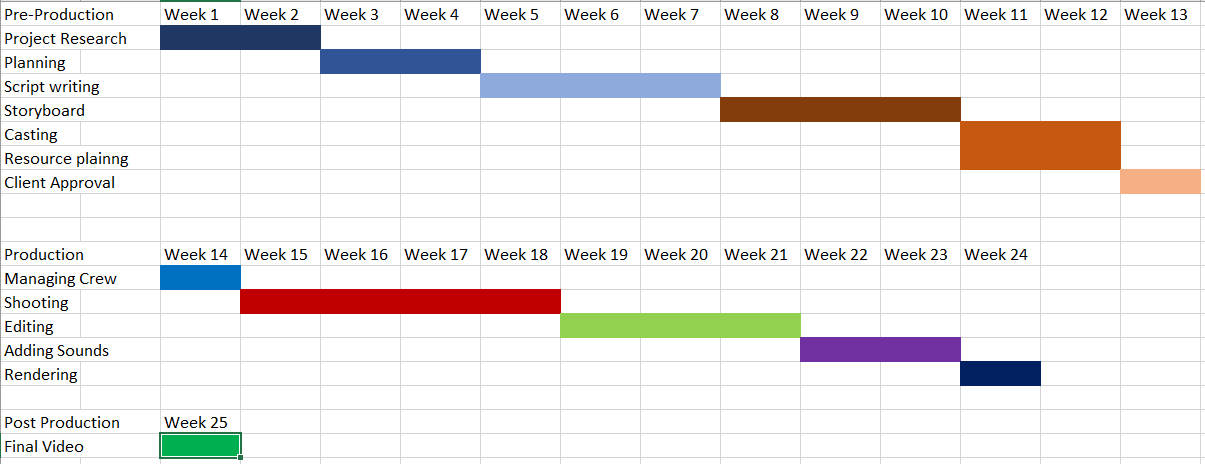 Pre-Production Week 1 Week 2 Week 3 Week 4 Week 5 Week 6 Week 7 Week 8 Week 9 Week 10 Week 11 Week 12 Week 13
Project Research
Planning
Script writing
Storyboard
Casting
Resource plainng
Client Approval
Production Week 14 Week 15 Week 16 Week 17 Week 18 Week 19 Week 20 Week 21 Week 22 Week 23 Week 24
Managing Crew
Shooting
Editing
Adding Sounds
Rendering
Post Production Week 25
Final Video